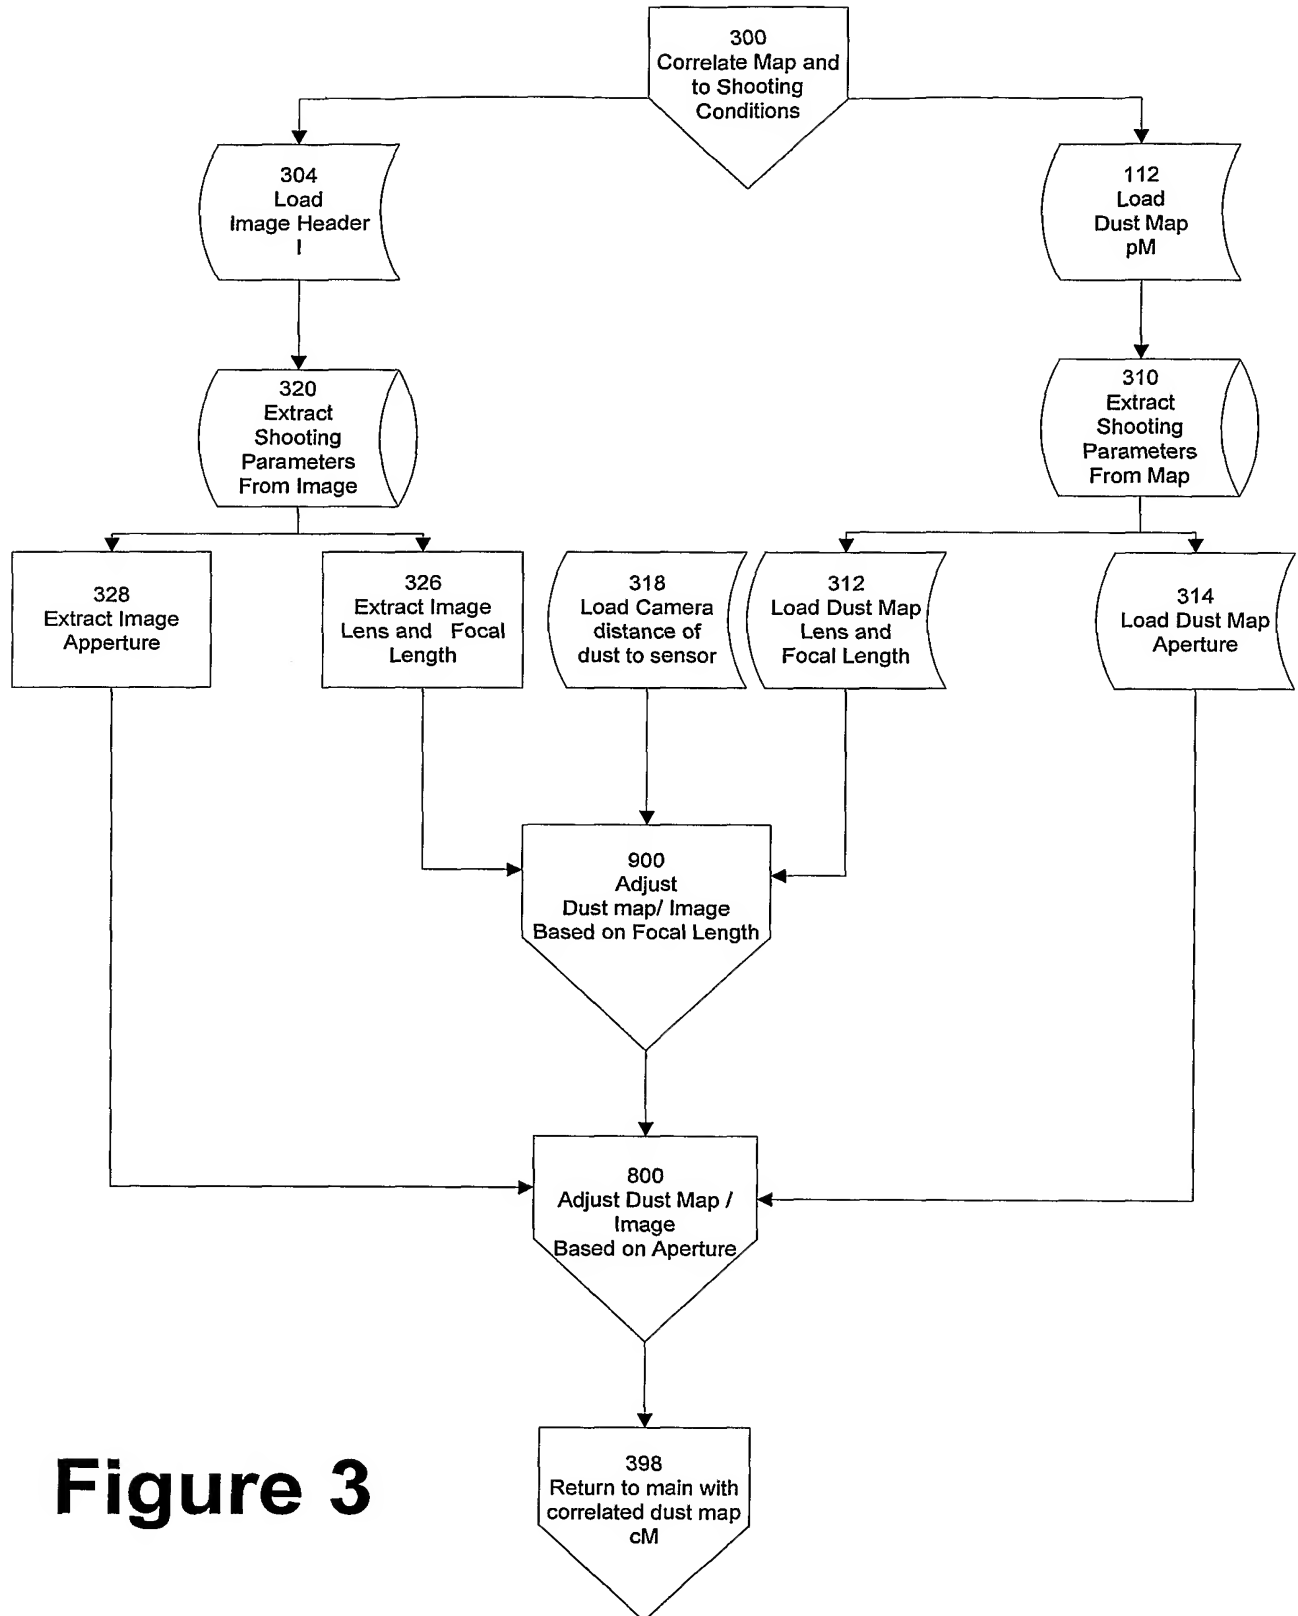 300
Correlate Map and
to Shooting
Conditions
304
Load
Image Header
I
112
Load
Dust Map
pM
320
Extract
Shooting
Parameters
From Image
310
Extract
Shooting
Parameters
From Map
328
Extract Image
Apperture
326
Extract Image
Lens and Focal
Length
318
Load Camera
distance of
dust to sensor
312
Load Dust Map
Lens and
Focal Length
314
Load Dust Map
Aperture
900
Adjust
Dust map/ Image
Based on Focal Length
800
Adjust Dust Map /
Image
Based on Aperture
398
Return to main with
correlated dust map
cM
Figure 3